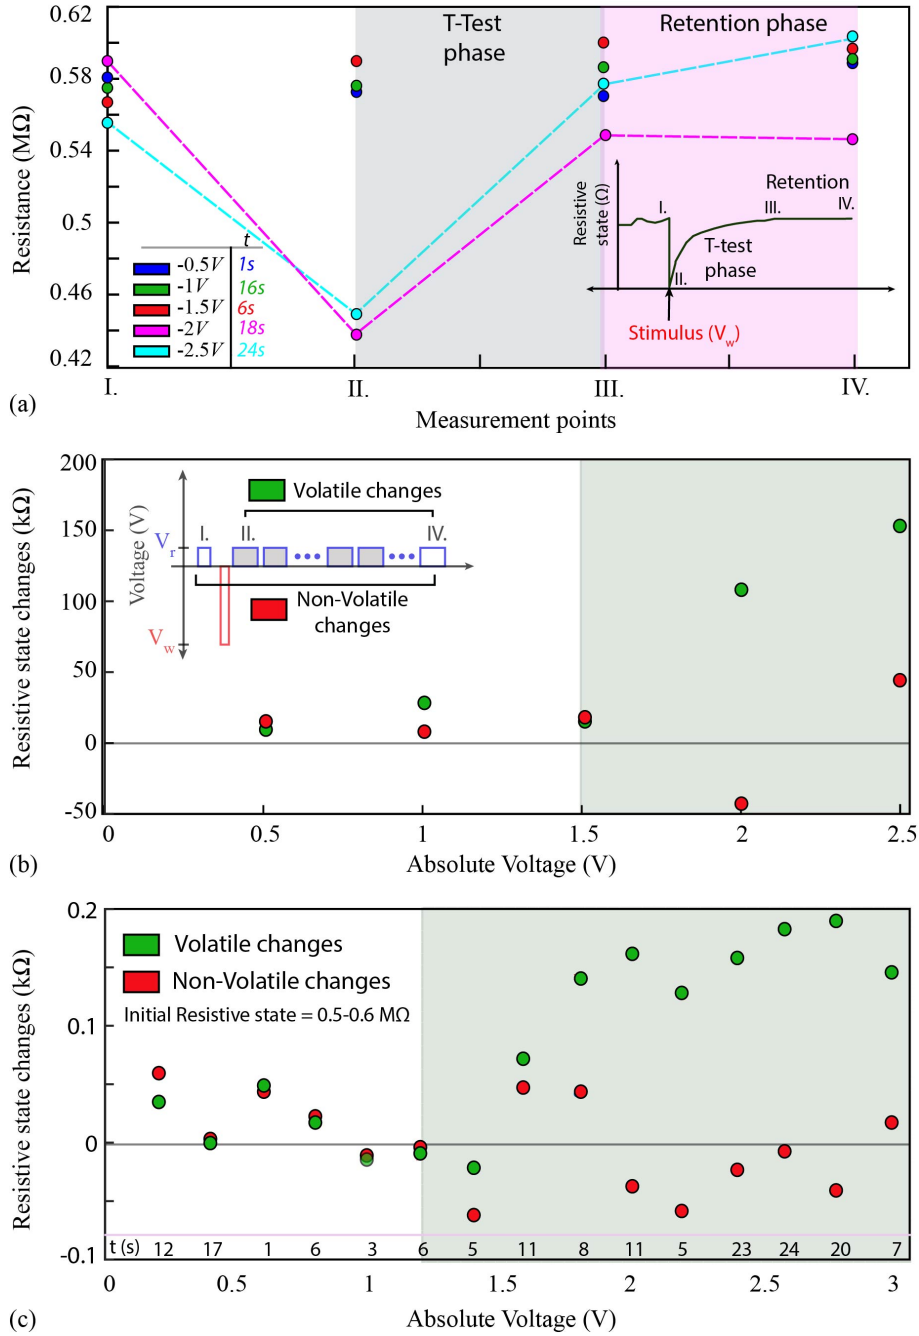 0.62
0.58
0.54
0.5
0.46
0.42
Resistance (MΩ)
T-Test
phase
Retention phase
t
-0.5V 1s
-1V 16s
-1.5V 6s
-2V 18s
-2.5V 24s
Resistive
state (Ω)
Retention
I.
III.
IV.
T-test
phase
II.
Stimulus (Vw)
I. II. III. IV.
Measurement points
(a)
200
150
100
50
0
-50
Resistive state changes (kΩ)
Volatile changes
Voltage (V)
I. II. IV.
Vr
Non-Volatile
changes
Vw
0 0.5 1 1.5 2 2.5
Absolute Voltage (V)
(b)
0.2
0.1
0
-0.1
Resistive state changes (kΩ)
Volatile changes
Non-Volatile changes
Initial Resistive state = 0.5-0.6 MΩ
t (s) 12 17 1 6 3 6 5 11 8 11 5 23 24 20 7
0 0.5 1 1.5 2 2.5 3
Absolute Voltage (V)
(c)